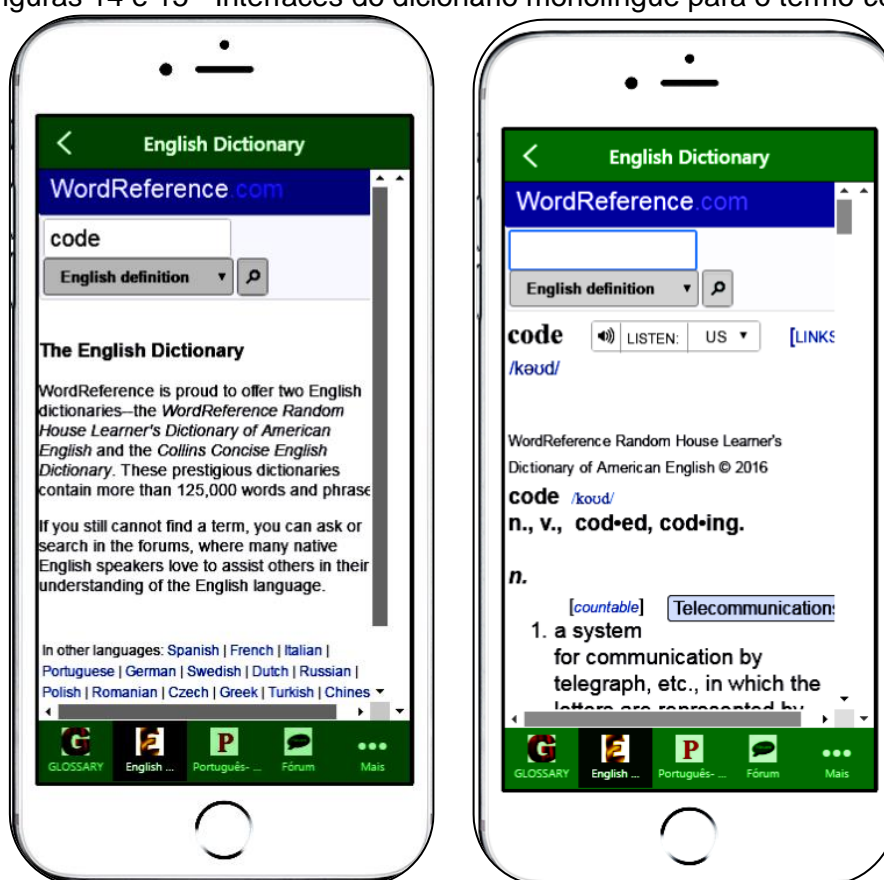 guras 14 e 15 - Interfaces do dicionário monolíngue para o termo co
English Dictionary
WordReference.com
code
English definition
The English Dictionary
WordReference is proud to offer two English
dictionaries--the WordReference Random
House Learner's Dictionary of American
English and the Collins Concise English
Dictionary. These prestigious dictionaries
contain more than 125,000 words and phrase
If you still cannot find a term, you can ask or
search in the forums, where many native
English speakers love to assist others in their
understanding of the English language.
In other languages: Spanish | French | Italian |
Portuguese | German | Swedish | Dutch | Russian |
Polish | Romanian | Czech | Greek | Turkish | Chines
GLOSSARY English ... Português- ... Fórum Mais
English Dictionary
WordReference.com
English definition
code LISTEN: US [LINKS
/kəʊd/
WordReference Random House Learner's
Dictionary of American English © 2016
code /koʊd/
n., v., cod•ed, cod•ing.
n.
[countable] Telecommunications
1. a system
for communication by
telegraph, etc., in which the
letters are represented by
GLOSSARY English ... Português- ... Fórum Mais